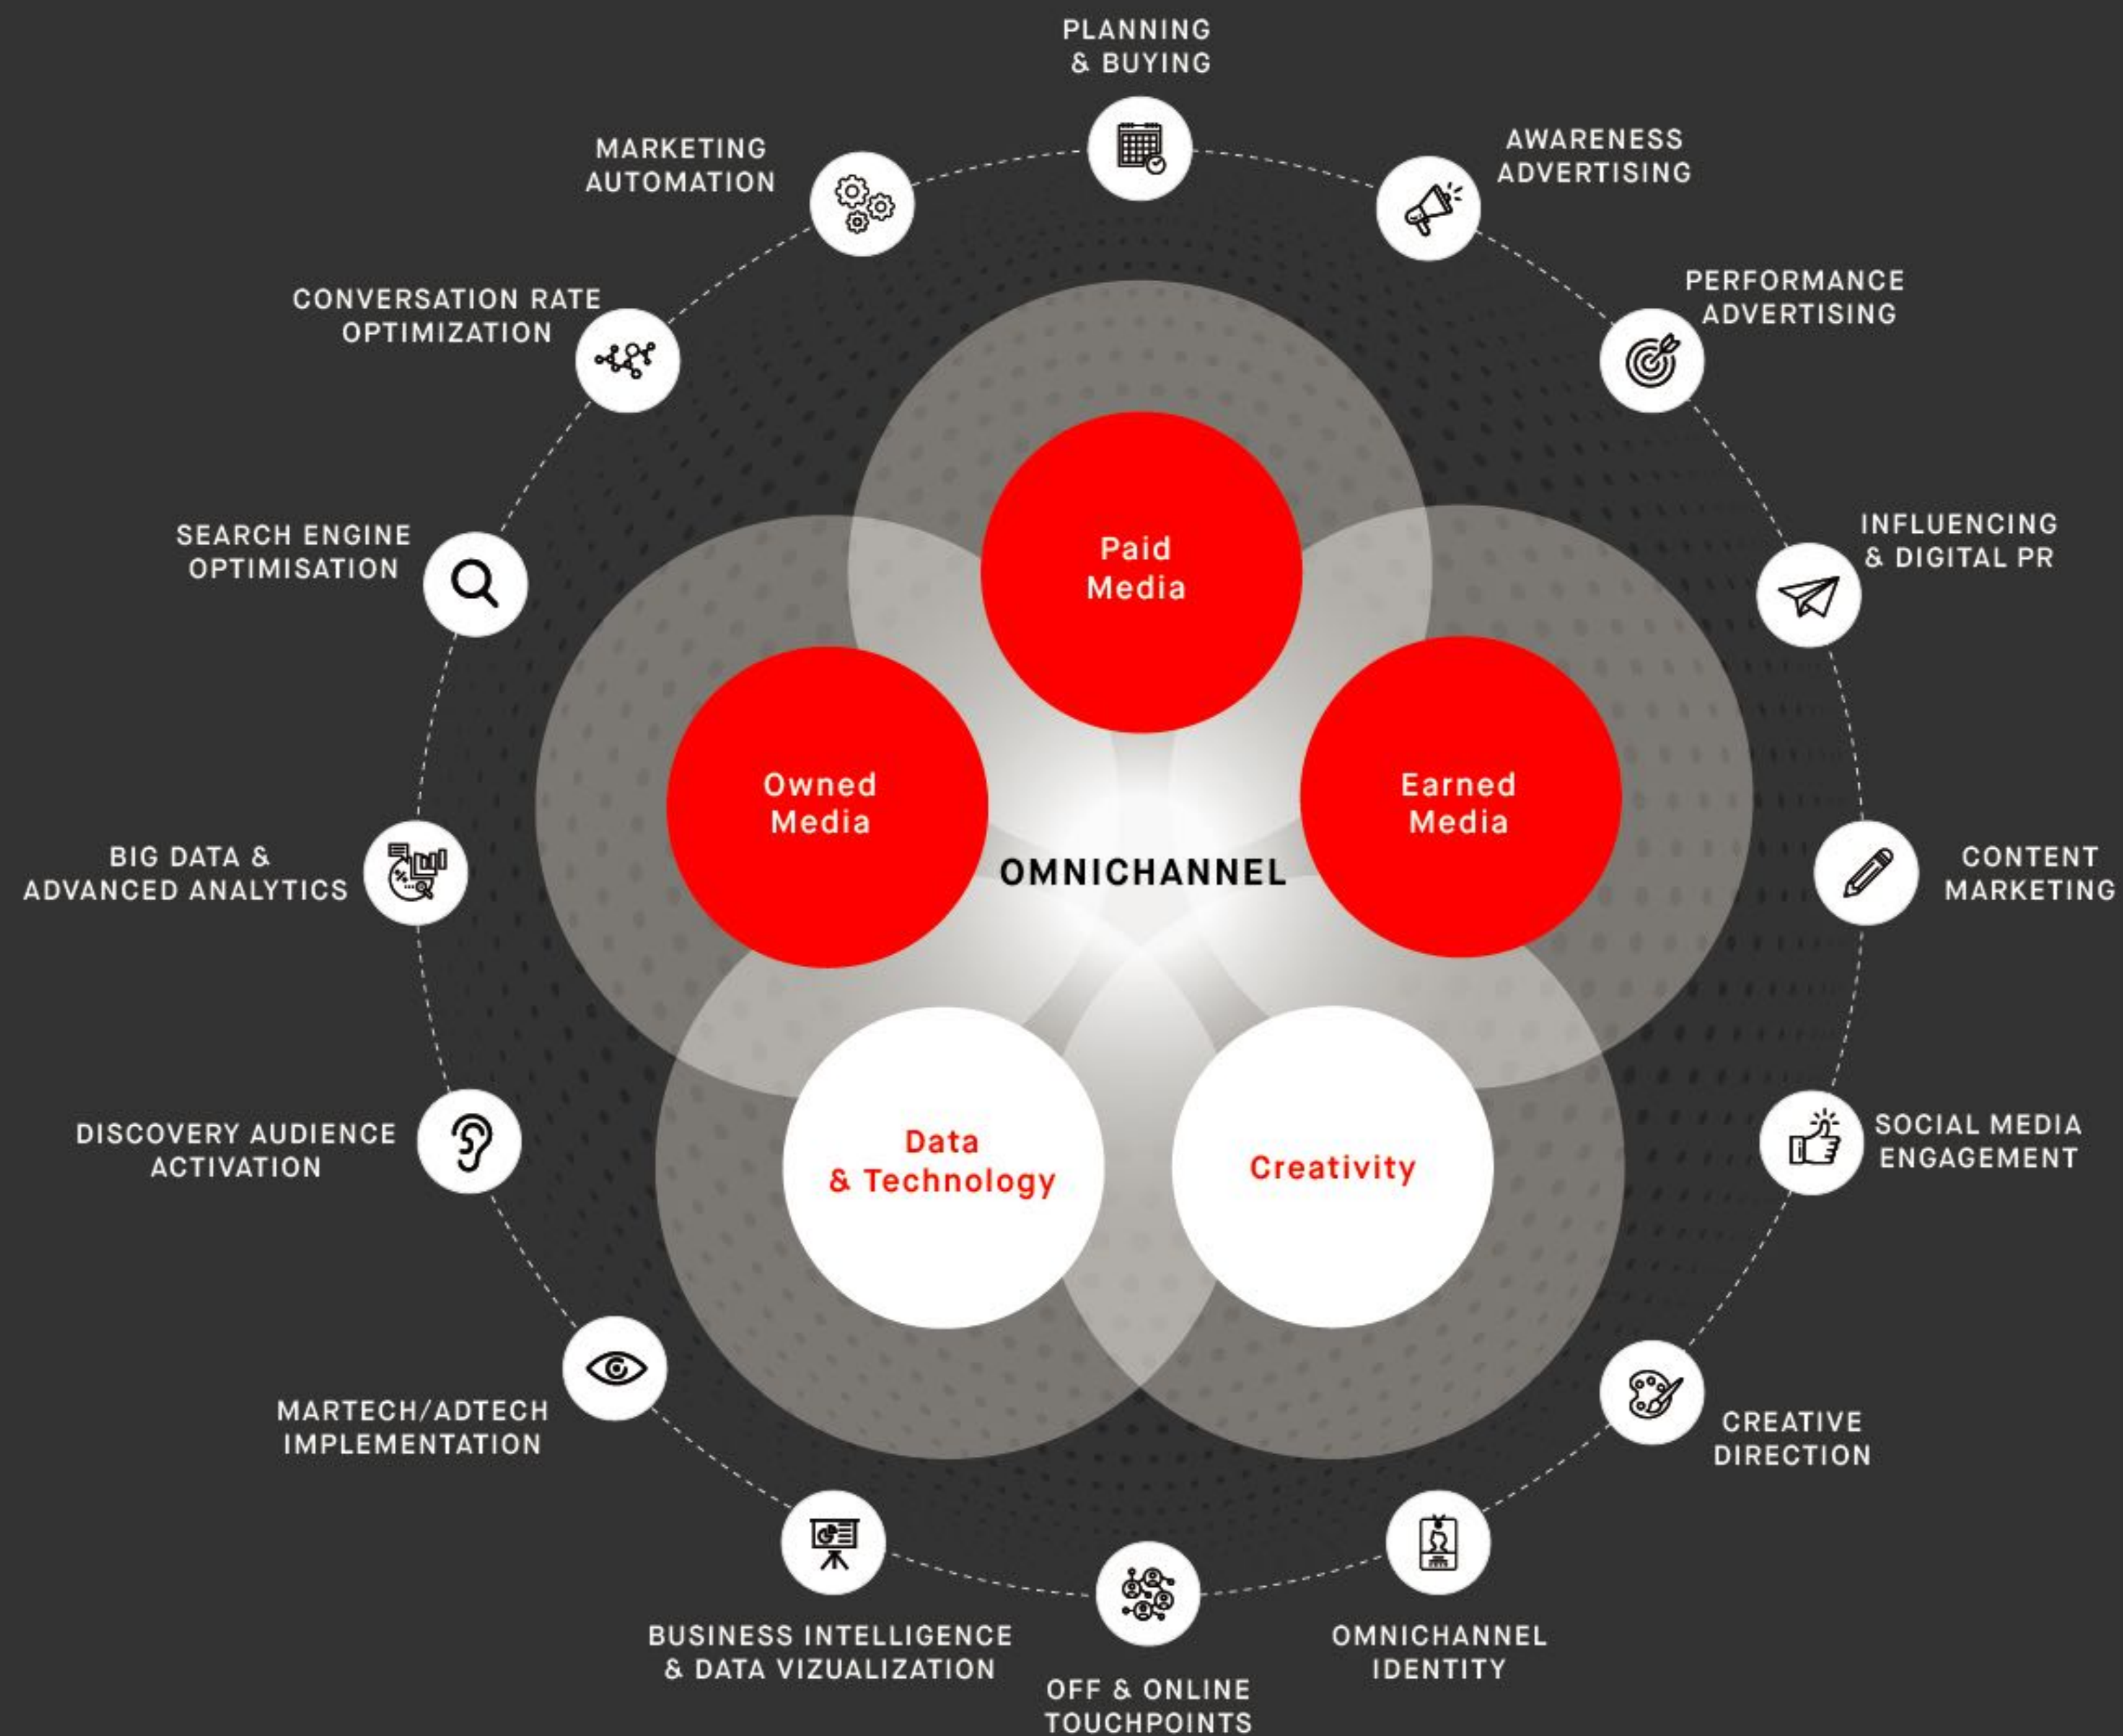 PLANNING
& BUYING
AWARENESS
ADVERTISING
PERFORMANCE
ADVERTISING
INFLUENCING
& DIGITAL PR
CONTENT
MARKETING
SOCIAL MEDIA
ENGAGEMENT
CREATIVE
DIRECTION
OMNICHANNEL
IDENTITY
OFF & ONLINE
TOUCHPOINTS
BUSINESS INTELLIGENCE
& DATA VIZUALIZATION
MARTECH/ADTECH
IMPLEMENTATION
DISCOVERY AUDIENCE
ACTIVATION
BIG DATA &
ADVANCED ANALYTICS
SEARCH ENGINE
OPTIMISATION
CONVERSATION RATE
OPTIMIZATION
MARKETING
AUTOMATION
Paid
Media
Owned
Media
Earned
Media
OMNICHANNEL
Data
& Technology
Creativity